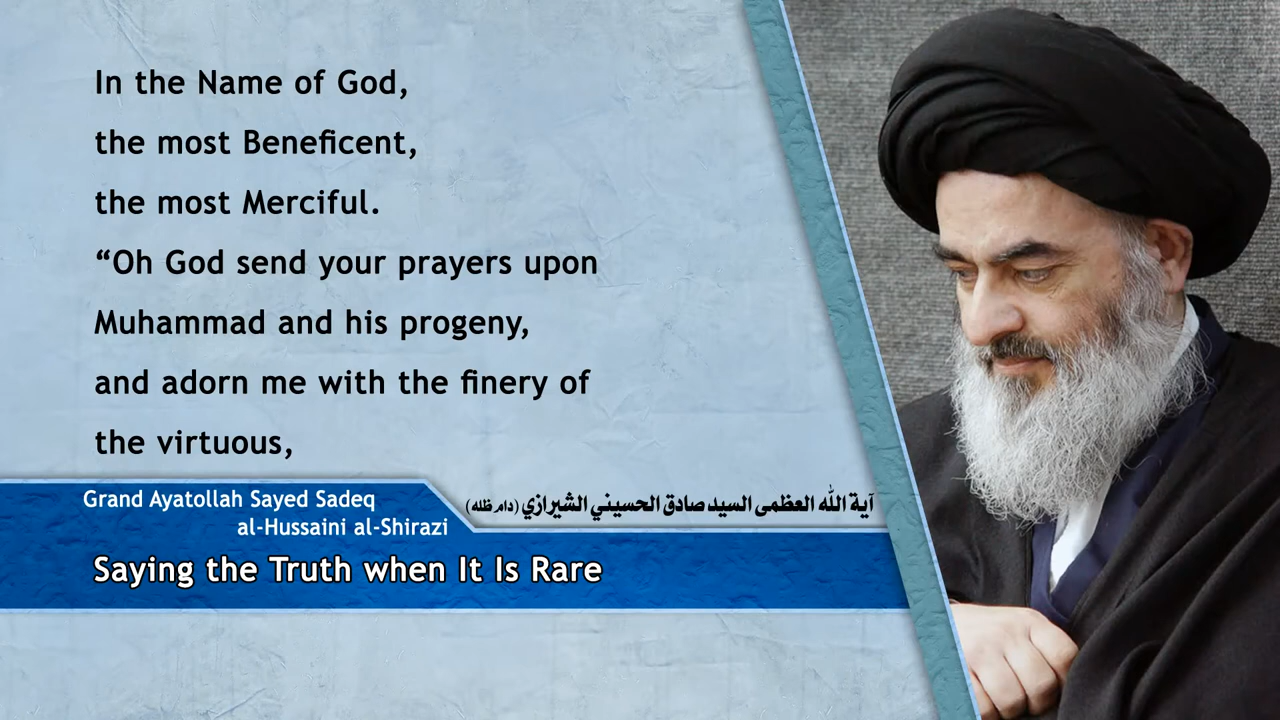 In the Name of God,
the most Beneficent,
the most Merciful.
“Oh God send your prayers upon
Muhammad and his progeny,
and adorn me with the finery of
the virtuous,
Grand Ayatollah Sayed Sadeq
al-Hussaini al-Shirazi
آية الله العظمى السيد صادق الحسيني الشيرازي (دام ظله)
Saying the Truth when It Is Rare